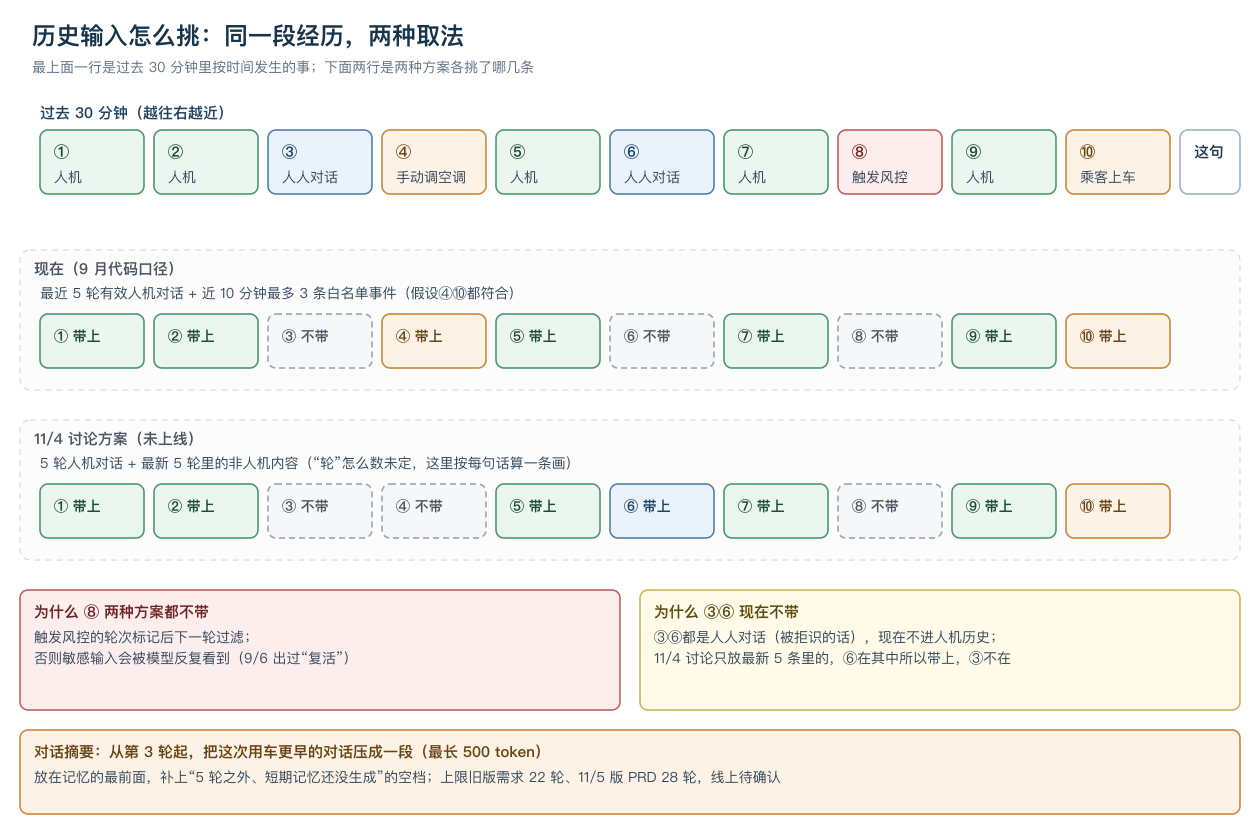 历史输入怎么挑：同一段经历，两种取法
最上面一行是过去 30 分钟里按时间发生的事；下面两行是两种方案各挑了哪几条
过去 30 分钟（越往右越近）
① ② ③ ④ ⑤ ⑥ ⑦ ⑧ ⑨ ⑩ 这句
人机 人机 人人对话 手动调空调 人机 人人对话 人机 触发风控 人机 乘客上车
现在（9 月代码口径）
最近 5 轮有效人机对话 + 近 10 分钟最多 3 条白名单事件（假设④⑩都符合）
① 带上 ② 带上 ③ 不带 ④ 带上 ⑤ 带上 ⑥ 不带 ⑦ 带上 ⑧ 不带 ⑨ 带上 ⑩ 带上
11/4 讨论方案（未上线）
5 轮人机对话 + 最新 5 轮里的非人机内容（“轮”怎么数未定，这里按每句话算一条画）
① 带上 ② 带上 ③ 不带 ④ 不带 ⑤ 带上 ⑥ 带上 ⑦ 带上 ⑧ 不带 ⑨ 带上 ⑩ 带上
为什么 ⑧ 两种方案都不带
触发风控的轮次标记后下一轮过滤；
否则敏感输入会被模型反复看到（9/6 出过“复活”）
为什么 ③⑥ 现在不带
③⑥都是人人对话（被拒识的话），现在不进人机历史；
11/4 讨论只放最新 5 条里的，⑥在其中所以带上，③不在
对话摘要：从第 3 轮起，把这次用车更早的对话压成一段（最长 500 token）
放在记忆的最前面，补上“5 轮之外、短期记忆还没生成”的空档；上限旧版需求 22 轮、11/5 版 PRD 28 轮，线上待确认